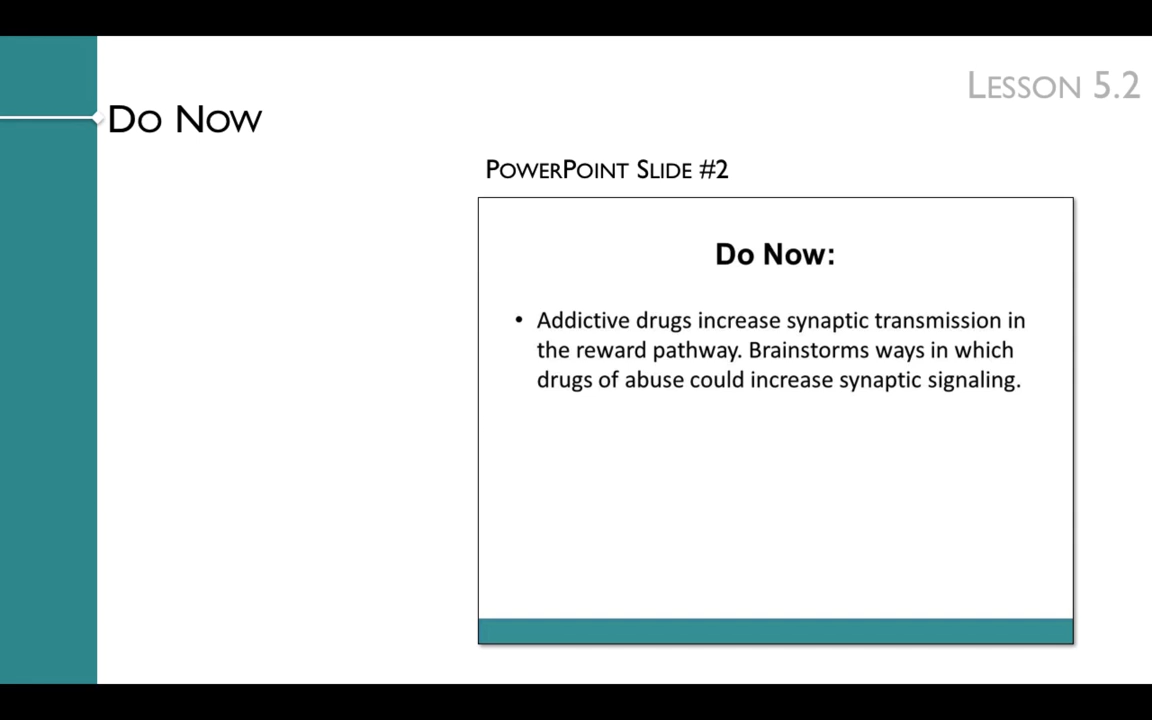 LESSON 5.2
DO NOW
POWERPOINT SLIDE #2
Do Now:
• Addictive drugs increase synaptic transmission in
the reward pathway. Brainstorms ways in which
drugs of abuse could increase synaptic signaling.